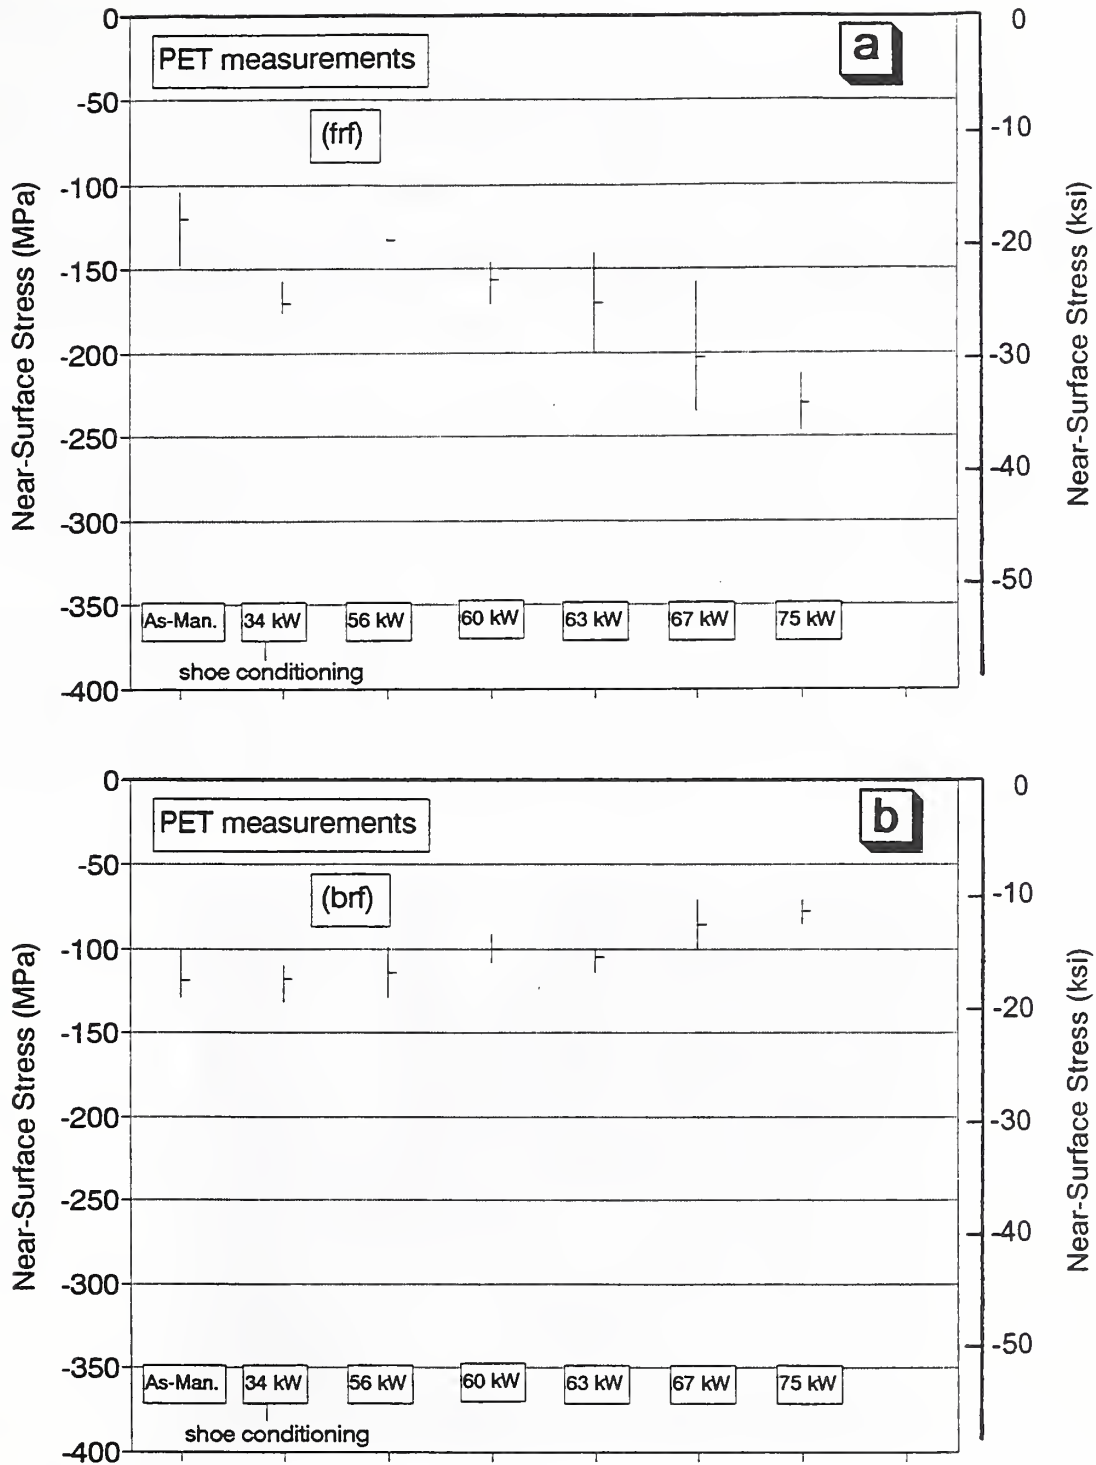 a
PET measurements
(frf)
Near-Surface Stress (MPa)
0
-50
-100
-150
-200
-250
-300
-350
-400
As-Man.
34 kW
56 kW
60 kW
63 kW
67 kW
75 kW
shoe conditioning
0
-10
-20
-30
-40
-50
Near-Surface Stress (ksi)
b
PET measurements
(brf)
Near-Surface Stress (MPa)
0
-50
-100
-150
-200
-250
-300
-350
-400
As-Man.
34 kW
56 kW
60 kW
63 kW
67 kW
75 kW
shoe conditioning
0
-10
-20
-30
-40
-50
Near-Surface Stress (ksi)